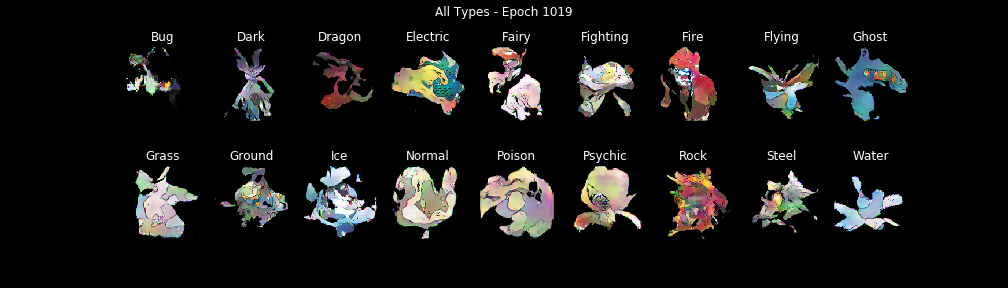 All Types - Epoch 1019
Bug Dark Dragon Electric Fairy Fighting Fire Flying Ghost
Grass Ground Ice Normal Poison Psychic Rock Steel Water